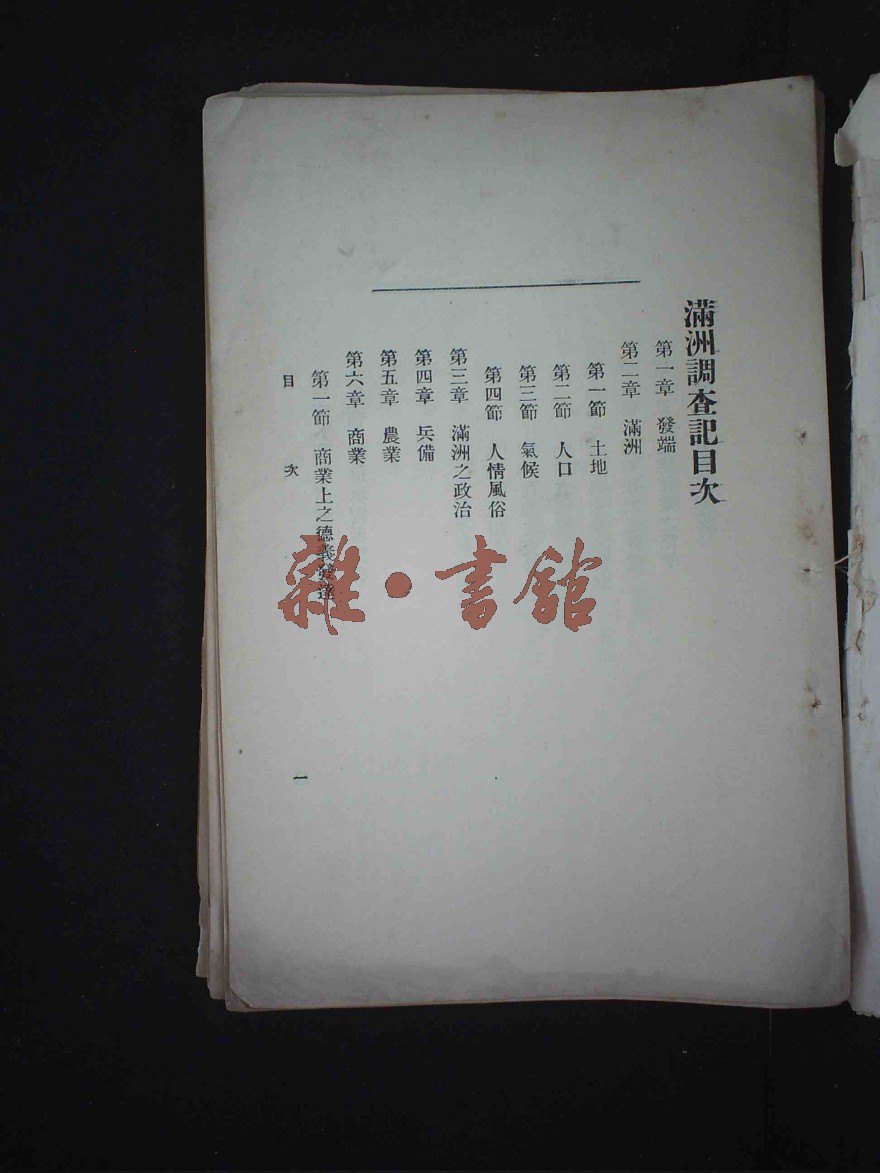 滿洲調查記目次
第一章 發端
第二章 滿洲
第一節 土地
第二節 人口
第三節 氣候
第四節 人情風俗
第三章 滿洲之政治
第四章 兵備
第五章 農業
第六章 商業
第一節 商業上之德義發達
目次
一
雜·書館